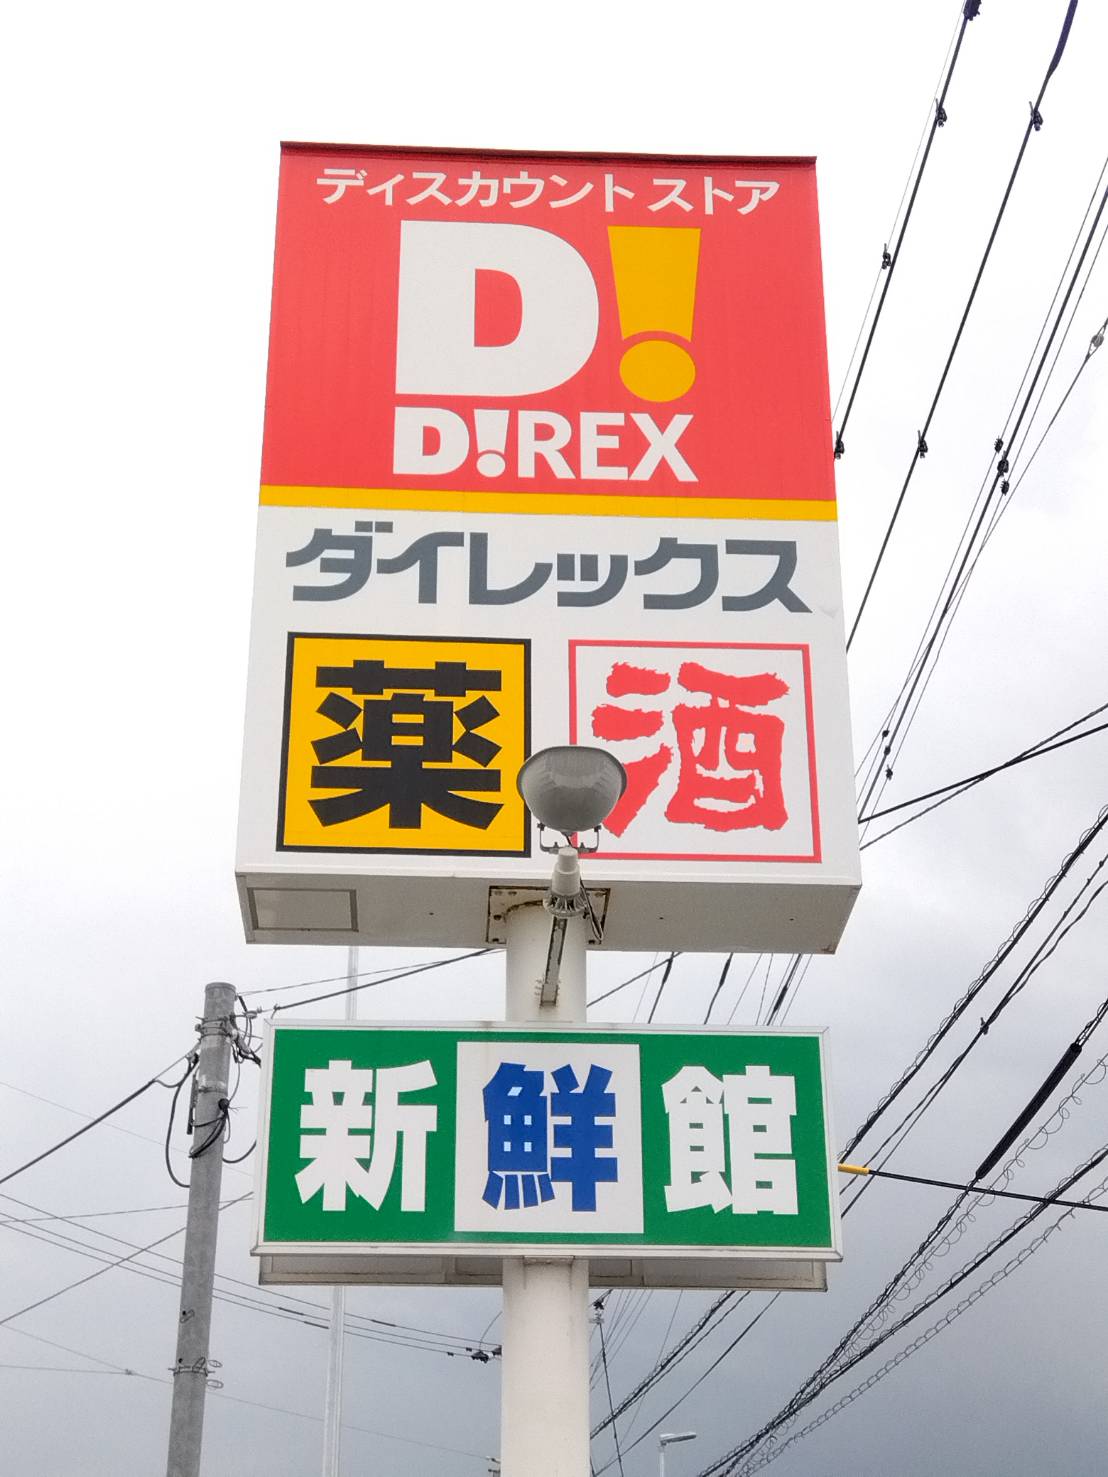 ディスカウント ストア
D!
D!REX
ダイレックス
薬 酒
新鮮館